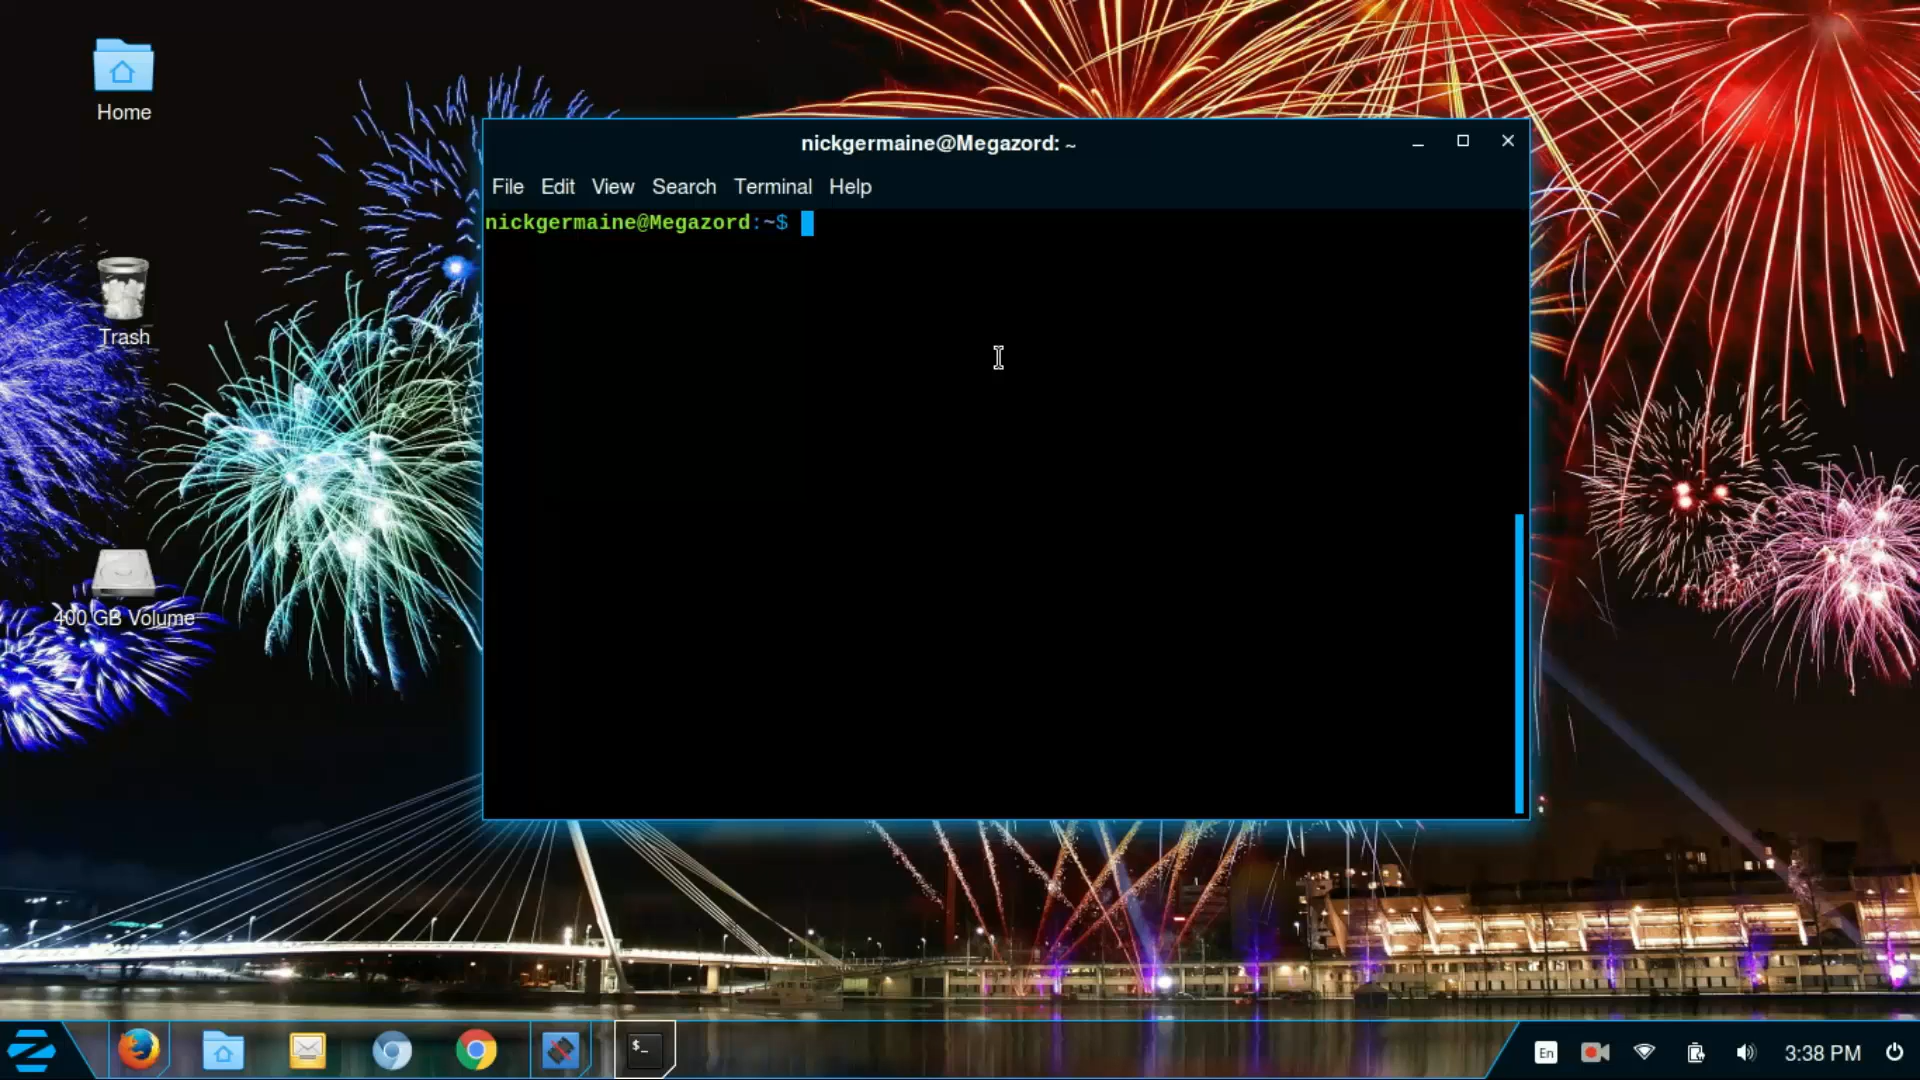 Home
Trash
400 GB Volume
nickgermaine@Megazord: ~
File Edit View Search Terminal Help
nickgermaine@Megazord:~$
$_
En
3:38 PM